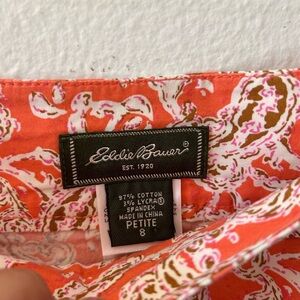 Eddie Bauer®
EST. 1920
97% COTTON
3% LYCRA®
SPANDEX
MADE IN CHINA
PETITE
8